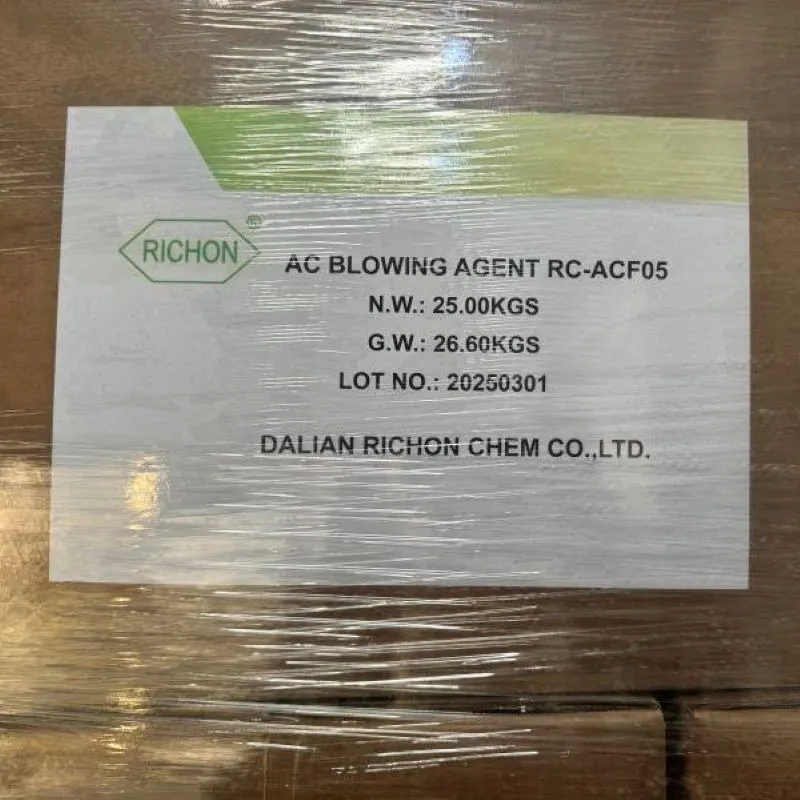 RICHON®
AC BLOWING AGENT RC-ACF05
N.W.: 25.00KGS
G.W.: 26.60KGS
LOT NO.: 20250301
DALIAN RICHON CHEM CO.,LTD.